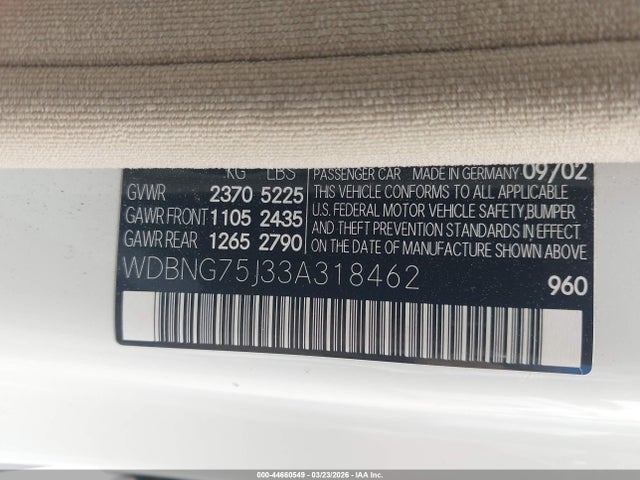 KG LBS PASSENGER CAR MADE IN GERMANY 09/02
GVWR 2370 5225 THIS VEHICLE CONFORMS TO ALL APPLICABLE
GAWR FRONT 1105 2435 U.S. FEDERAL MOTOR VEHICLE SAFETY, BUMPER
GAWR REAR 1265 2790 AND THEFT PREVENTION STANDARDS IN EFFECT
ON THE DATE OF MANUFACTURE SHOWN ABOVE.
WDBNG75J33A318462 960
000-44660549 - 03/23/2026 - IAA Inc.